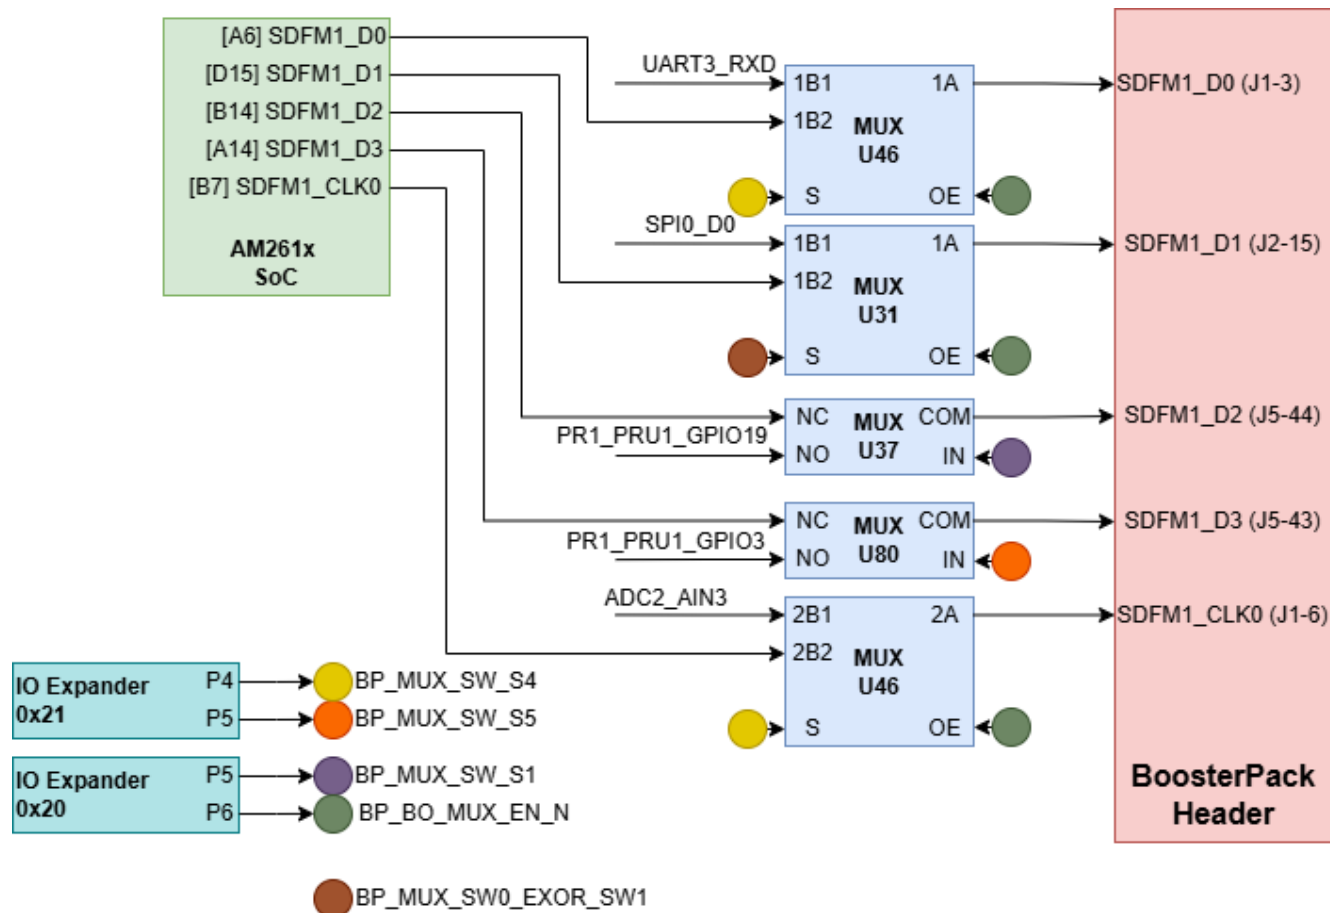 [A6] SDFM1_D0
[D15] SDFM1_D1
[B14] SDFM1_D2
[A14] SDFM1_D3
[B7] SDFM1_CLK0
AM261x
SoC
UART3_RXD
1B1 1A
1B2
MUX
U46
S OE
SDFM1_D0 (J1-3)
SPI0_D0
1B1 1A
1B2
MUX
U31
S OE
SDFM1_D1 (J2-15)
PR1_PRU1_GPIO19
NC MUX COM
NO U37 IN
SDFM1_D2 (J5-44)
PR1_PRU1_GPIO3
NC MUX COM
NO U80 IN
SDFM1_D3 (J5-43)
ADC2_AIN3
2B1 2A
2B2
MUX
U46
S OE
SDFM1_CLK0 (J1-6)
BoosterPack
Header
IO Expander
0x21
P4 BP_MUX_SW_S4
P5 BP_MUX_SW_S5
IO Expander
0x20
P5 BP_MUX_SW_S1
P6 BP_BO_MUX_EN_N
BP_MUX_SW0_EXOR_SW1